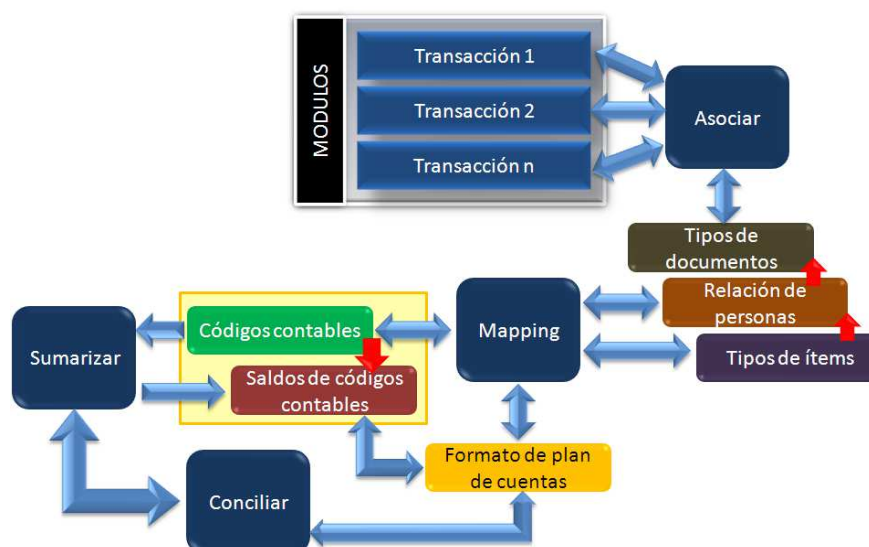 MODULOS
Transacción 1
Transacción 2
Transacción n
Asociar
Tipos de
documentos
Relación de
personas
Tipos de ítems
Mapping
Códigos contables
Saldos de códigos
contables
Sumarizar
Formato de plan
de cuentas
Conciliar